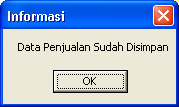 Informasi
Data Penjualan Sudah Disimpan
OK